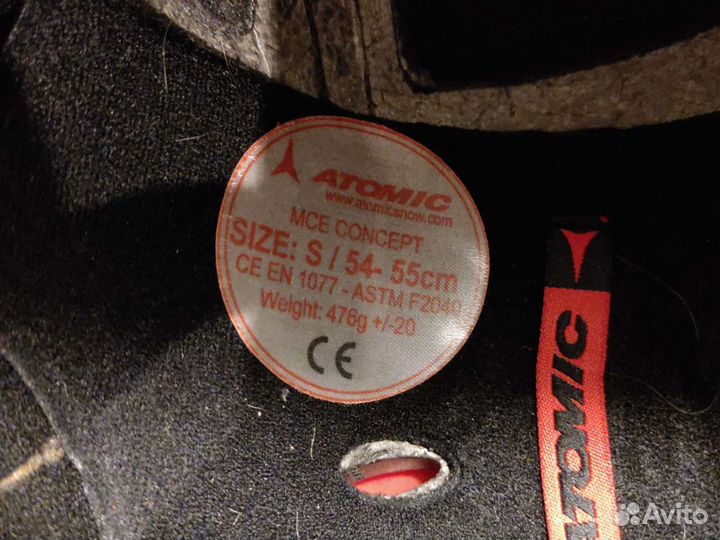 ATOMIC
www.atomicsnow.com
MCE CONCEPT
SIZE: S / 54- 55cm
CE EN 1077 - ASTM F2040
Weight: 476g +/-20
CE
ATOMIC
Avito